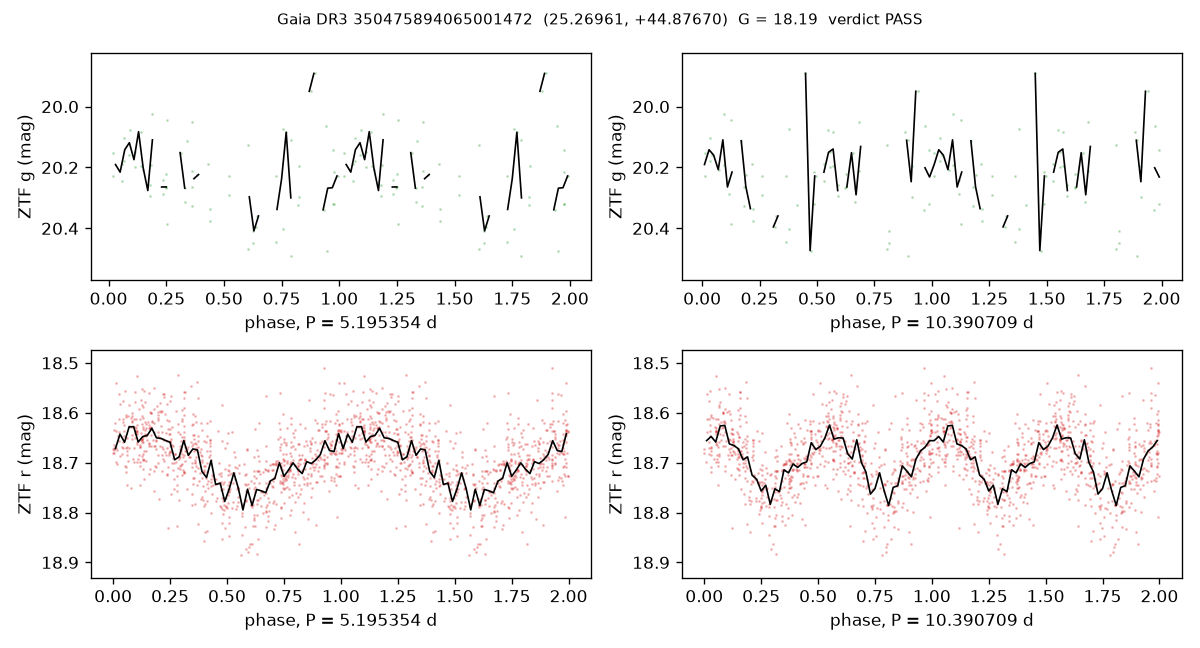 Gaia DR3 350475894065001472  (25.26961, +44.87670)  G = 18.19  verdict PASS
ZTF g (mag)
20.0
20.2
20.4
0.00 0.25 0.50 0.75 1.00 1.25 1.50 1.75 2.00
phase, P = 5.195354 d
ZTF g (mag)
20.0
20.2
20.4
0.00 0.25 0.50 0.75 1.00 1.25 1.50 1.75 2.00
phase, P = 10.390709 d
ZTF r (mag)
18.5
18.6
18.7
18.8
18.9
0.00 0.25 0.50 0.75 1.00 1.25 1.50 1.75 2.00
phase, P = 5.195354 d
ZTF r (mag)
18.5
18.6
18.7
18.8
18.9
0.00 0.25 0.50 0.75 1.00 1.25 1.50 1.75 2.00
phase, P = 10.390709 d